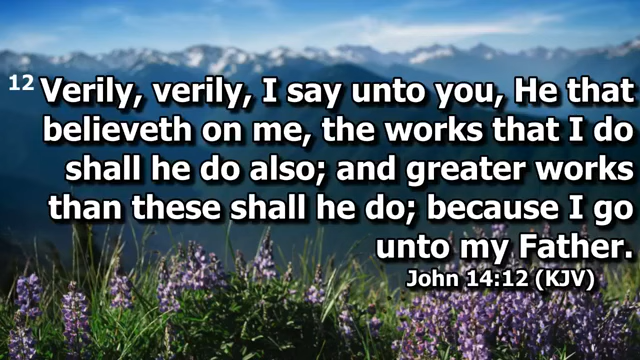 12 Verily, verily, I say unto you, He that
believeth on me, the works that I do
shall he do also; and greater works
than these shall he do; because I go
unto my Father.
John 14:12 (KJV)